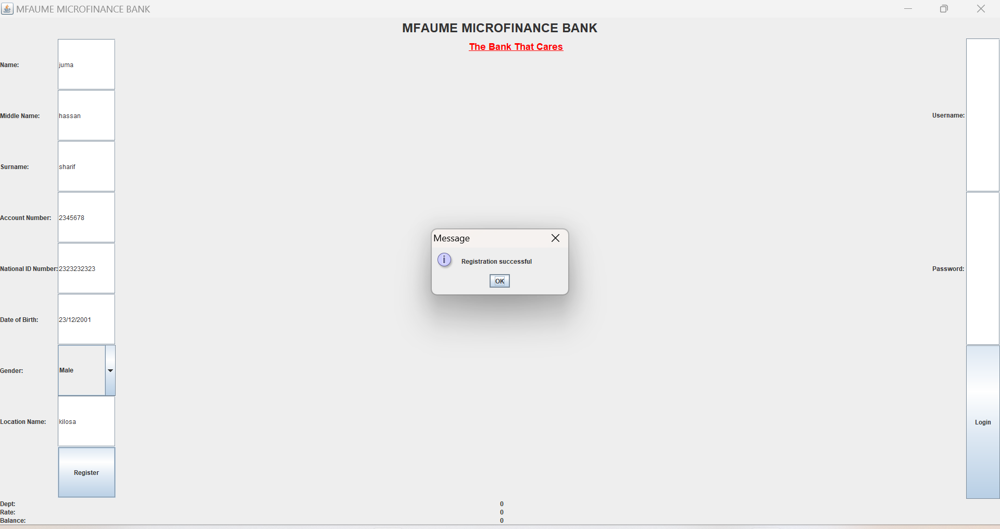 MFAUME MICROFINANCE BANK
MFAUME MICROFINANCE BANK
The Bank That Cares
Name: juma
Middle Name: hassan
Surname: sharif
Account Number: 2345678
National ID Number: 2323232323
Date of Birth: 23/12/2001
Gender: Male
Location Name: kilosa
Register
Message
i
Registration successful
OK
Username:
Password:
Login
Dept: 0
Rate: 0
Balance: 0